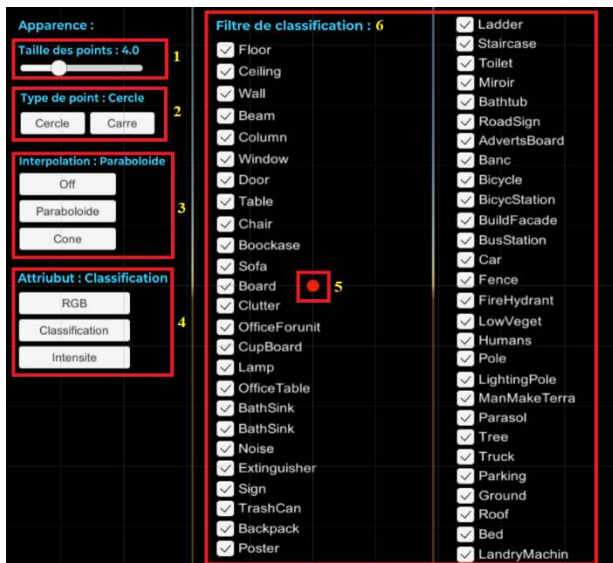 Apparence :
Taille des points : 4.0
1
Type de point : Cercle
Cercle Carre
2
Interpolation : Paraboloide
Off
Paraboloide
Cone
3
Attriubut : Classification
RGB
Classification
Intensite
4
Filtre de classification : 6
Floor
Ceiling
Wall
Beam
Column
Window
Door
Table
Chair
Boockase
Sofa
Board
5
Clutter
OfficeForunit
CupBoard
Lamp
OfficeTable
BathSink
BathSink
Noise
Extinguisher
Sign
TrashCan
Backpack
Poster
Ladder
Staircase
Toilet
Miroir
Bathtub
RoadSign
AdvertsBoard
Banc
Bicycle
BicycStation
BuildFacade
BusStation
Car
Fence
FireHydrant
LowVeget
Humans
Pole
LightingPole
ManMakeTerra
Parasol
Tree
Truck
Parking
Ground
Roof
Bed
LandryMachin